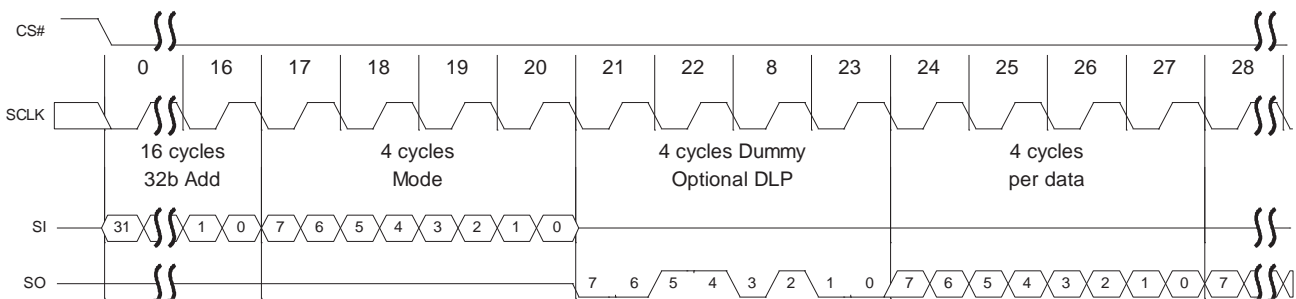 CS#
0 16 17 18 19 20 21 22 8 23 24 25 26 27 28
SCLK
16 cycles 4 cycles 4 cycles Dummy 4 cycles
32b Add Mode Optional DLP per data
SI 31 1 0 7 6 5 4 3 2 1 0
SO 7 6 5 4 3 2 1 0 7 6 5 4 3 2 1 0 7